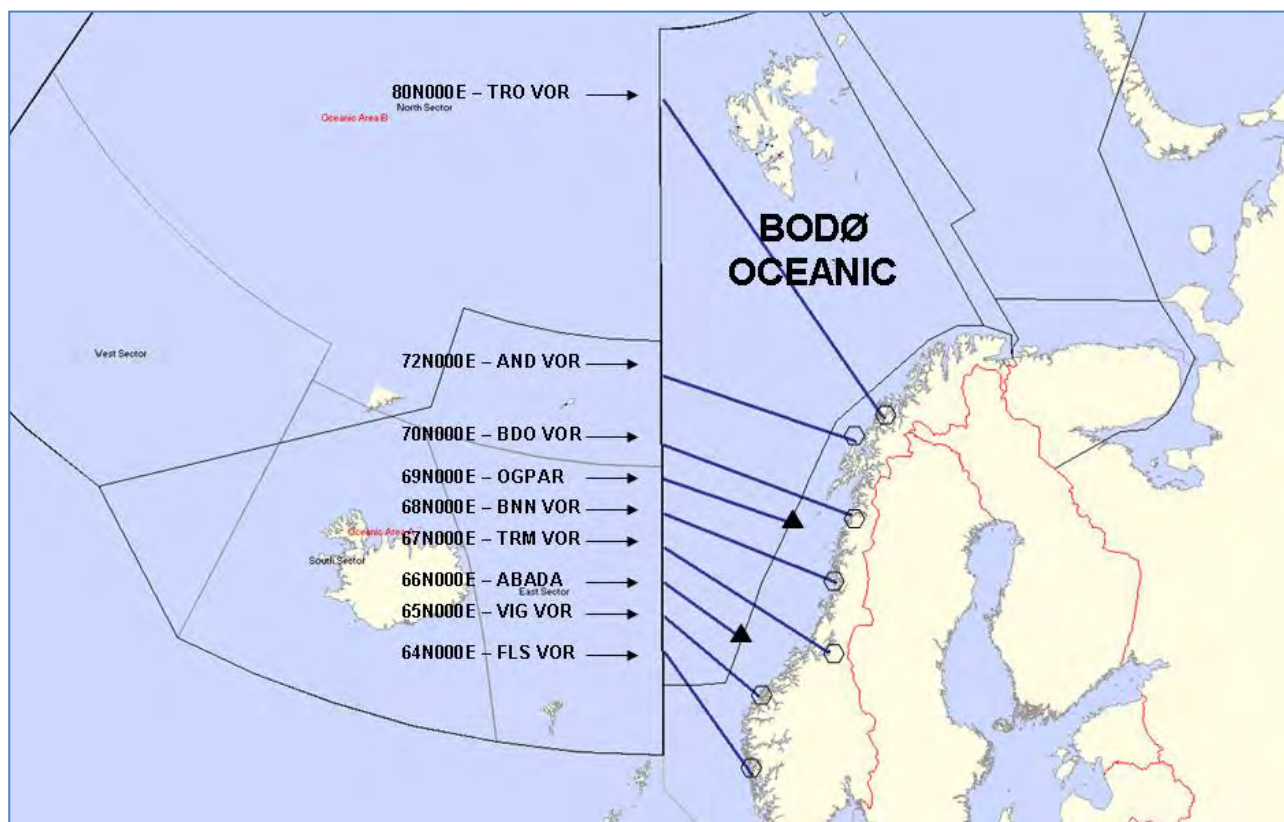 80N000E – TRO VOR
North Sector
Oceanic Area B
BODØ
OCEANIC
West Sector
72N000E – AND VOR
70N000E – BDO VOR
69N000E – OGPAR
68N000E – BNN VOR
Oceanic Area
67N000E – TRM VOR
South Sector
66N000E – ABADA
East Sector
65N000E – VIG VOR
64N000E – FLS VOR